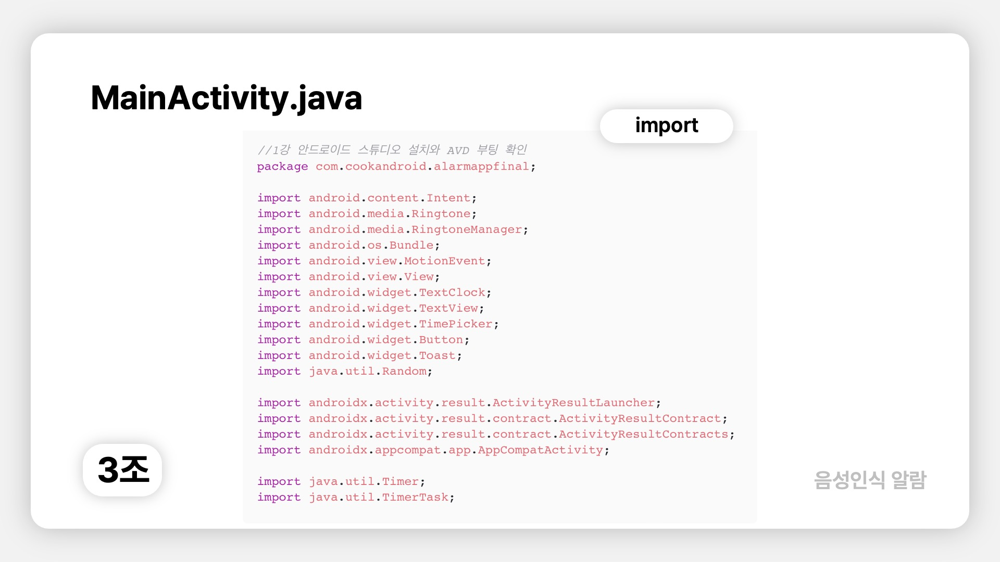 MainActivity.java
import
//1강 안드로이드 스튜디오 설치와 AVD 부팅 확인
package com.cookandroid.alarmappfinal;
import android.content.Intent;
import android.media.Ringtone;
import android.media.RingtoneManager;
import android.os.Bundle;
import android.view.MotionEvent;
import android.view.View;
import android.widget.TextClock;
import android.widget.TextView;
import android.widget.TimePicker;
import android.widget.Button;
import android.widget.Toast;
import java.util.Random;
import androidx.activity.result.ActivityResultLauncher;
import androidx.activity.result.contract.ActivityResultContract;
import androidx.activity.result.contract.ActivityResultContracts;
import androidx.appcompat.app.AppCompatActivity;
import java.util.Timer;
import java.util.TimerTask;
3조
음성인식 알람